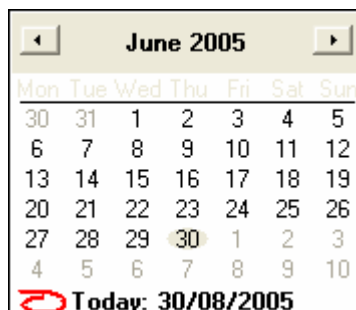 June 2005
Mon Tue Wed Thu Fri Sat Sun
30 31 1 2 3 4 5
6 7 8 9 10 11 12
13 14 15 16 17 18 19
20 21 22 23 24 25 26
27 28 29 30 1 2 3
4 5 6 7 8 9 10
Today: 30/08/2005